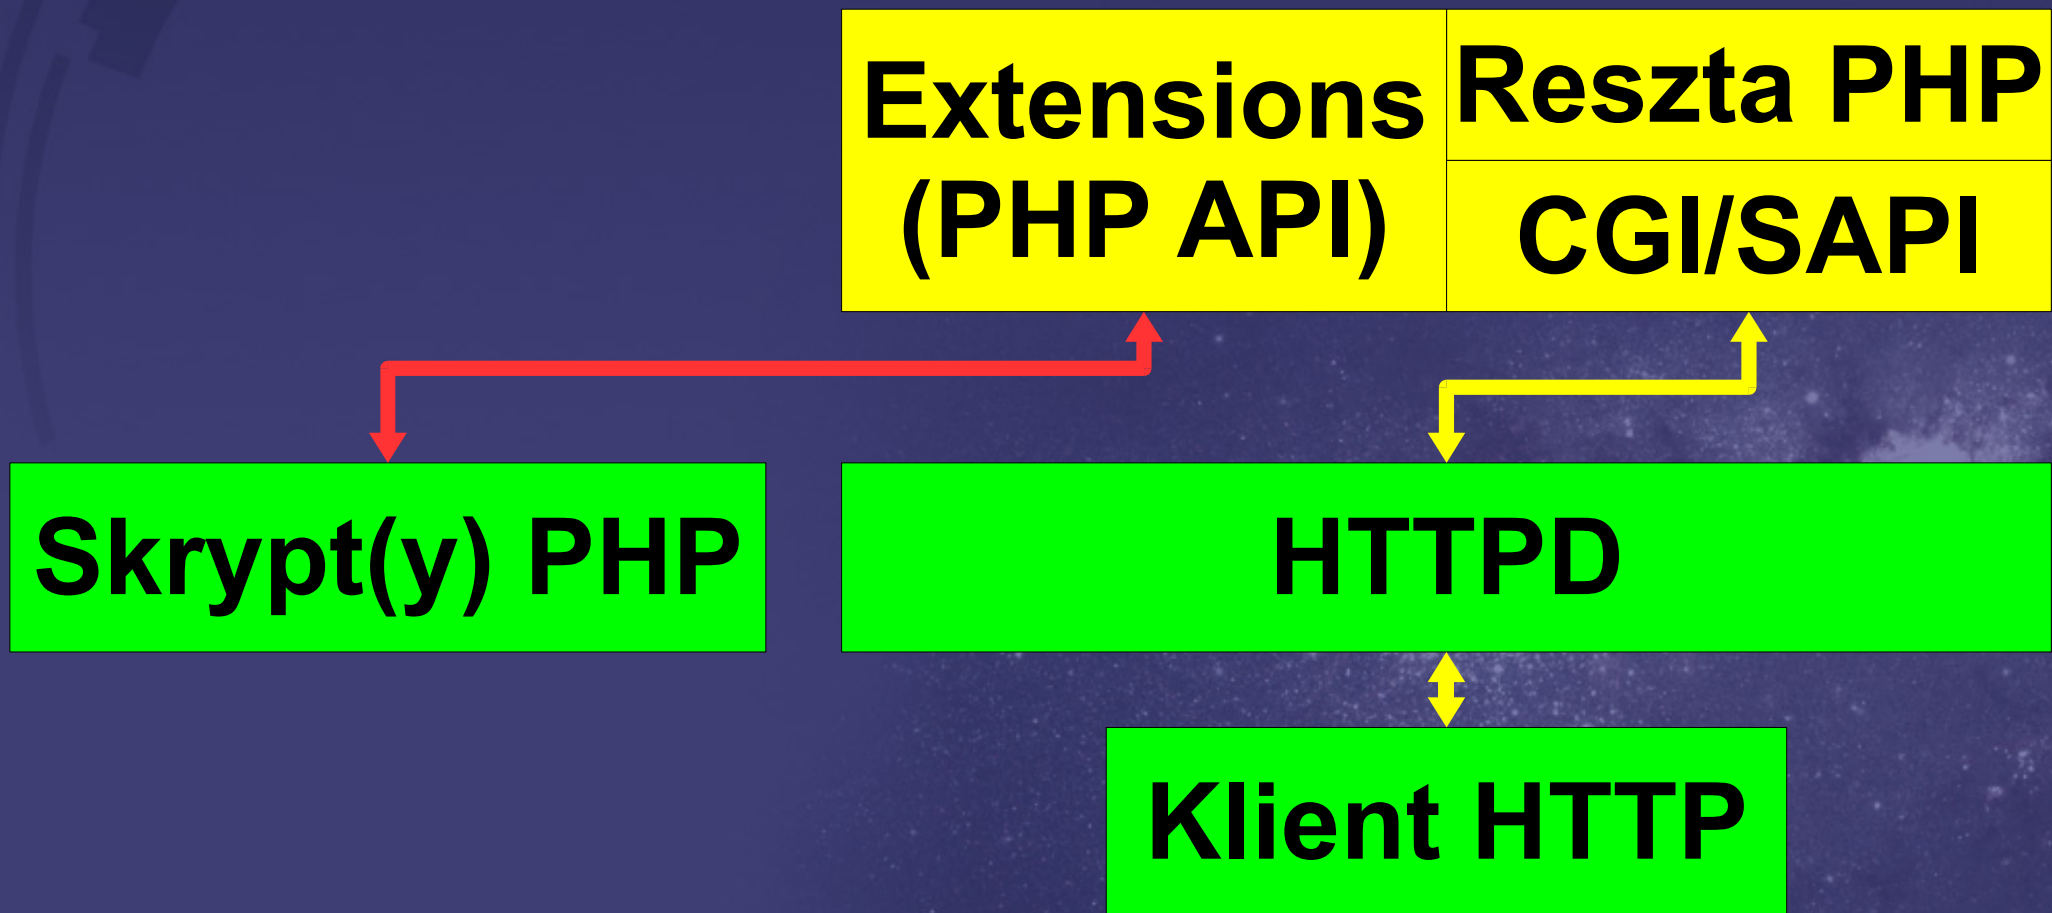 Extensions
(PHP API)
Reszta PHP
CGI/SAPI
Skrypt(y) PHP
HTTPD
Klient HTTP